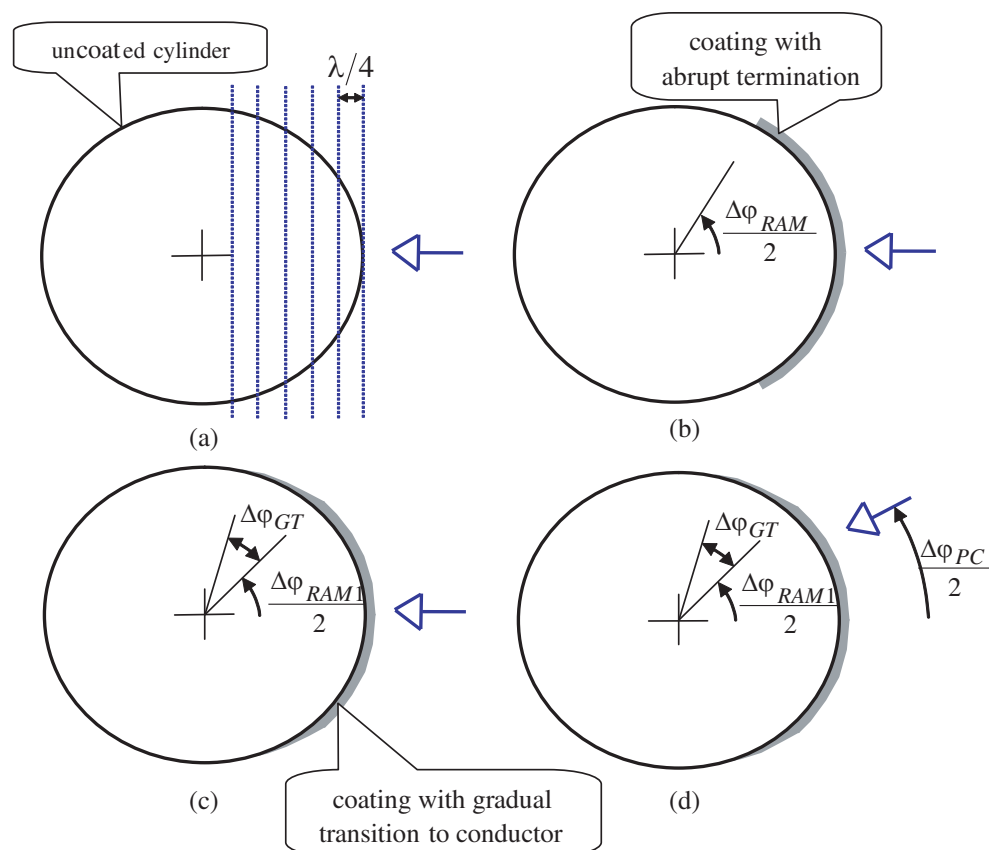 uncoated cylinder
λ/4
coating with
abrupt termination
Δφ_RAM
2
(a)
(b)
Δφ_GT
Δφ_RAM1
2
Δφ_GT
Δφ_RAM1
2
Δφ_PC
2
(c)
coating with gradual
transition to conductor
(d)